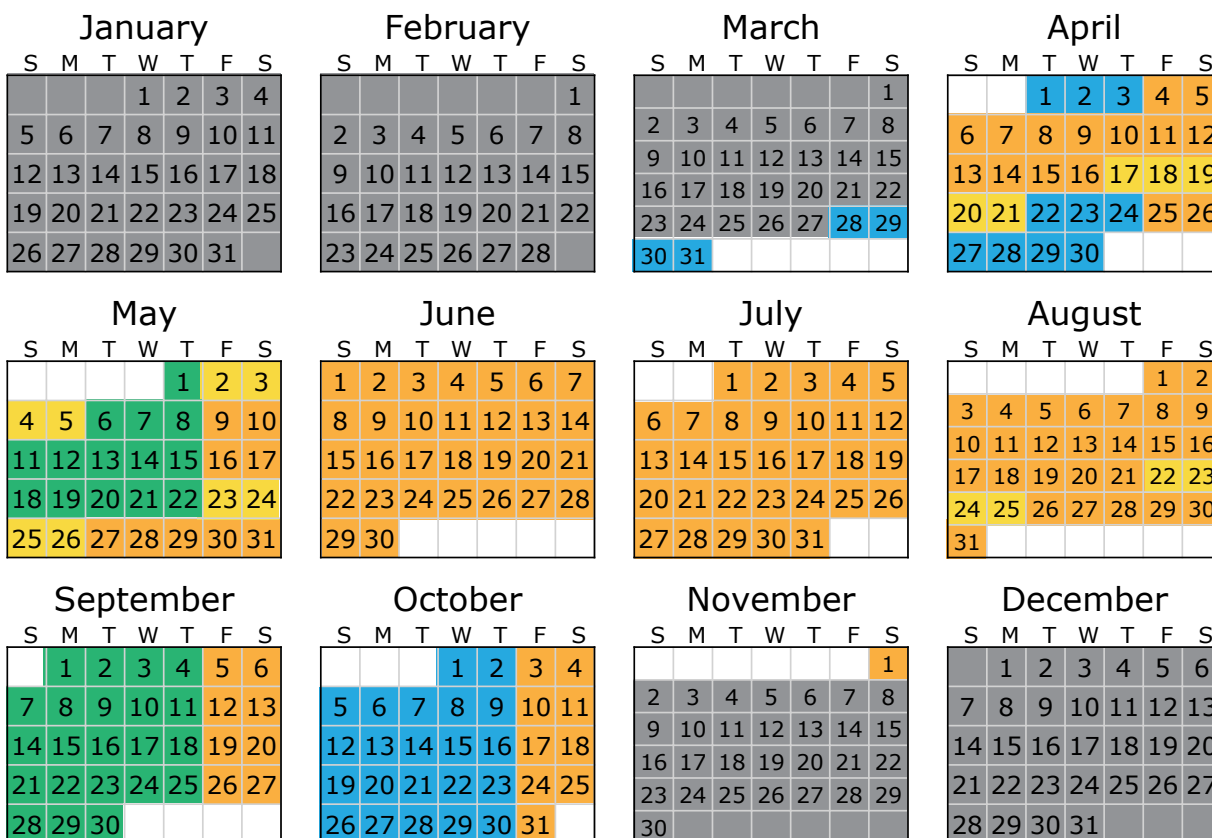 January February March April
S M T W T F S S M T W T F S S M T W T F S S M T W T F S
1 2 3 4 1 1 1 2 3 4 5
5 6 7 8 9 10 11 2 3 4 5 6 7 8 2 3 4 5 6 7 8 6 7 8 9 10 11 12
12 13 14 15 16 17 18 9 10 11 12 13 14 15 9 10 11 12 13 14 15 13 14 15 16 17 18 19
19 20 21 22 23 24 25 16 17 18 19 20 21 22 16 17 18 19 20 21 22 20 21 22 23 24 25 26
26 27 28 29 30 31 23 24 25 26 27 28 23 24 25 26 27 28 29 27 28 29 30
30 31
May June July August
S M T W T F S S M T W T F S S M T W T F S S M T W T F S
1 2 3 1 2 3 4 5 6 7 1 2 3 4 5 1 2
4 5 6 7 8 9 10 8 9 10 11 12 13 14 6 7 8 9 10 11 12 3 4 5 6 7 8 9
11 12 13 14 15 16 17 15 16 17 18 19 20 21 13 14 15 16 17 18 19 10 11 12 13 14 15 16
18 19 20 21 22 23 24 22 23 24 25 26 27 28 20 21 22 23 24 25 26 17 18 19 20 21 22 23
25 26 27 28 29 30 31 29 30 27 28 29 30 31 24 25 26 27 28 29 30
31
September October November December
S M T W T F S S M T W T F S S M T W T F S S M T W T F S
1 2 3 4 5 6 1 2 3 4 1 1 2 3 4 5 6
7 8 9 10 11 12 13 5 6 7 8 9 10 11 2 3 4 5 6 7 8 7 8 9 10 11 12 13
14 15 16 17 18 19 20 12 13 14 15 16 17 18 9 10 11 12 13 14 15 14 15 16 17 18 19 20
21 22 23 24 25 26 27 19 20 21 22 23 24 25 16 17 18 19 20 21 22 21 22 23 24 25 26 27
28 29 30 26 27 28 29 30 31 23 24 25 26 27 28 29 28 29 30 31
30